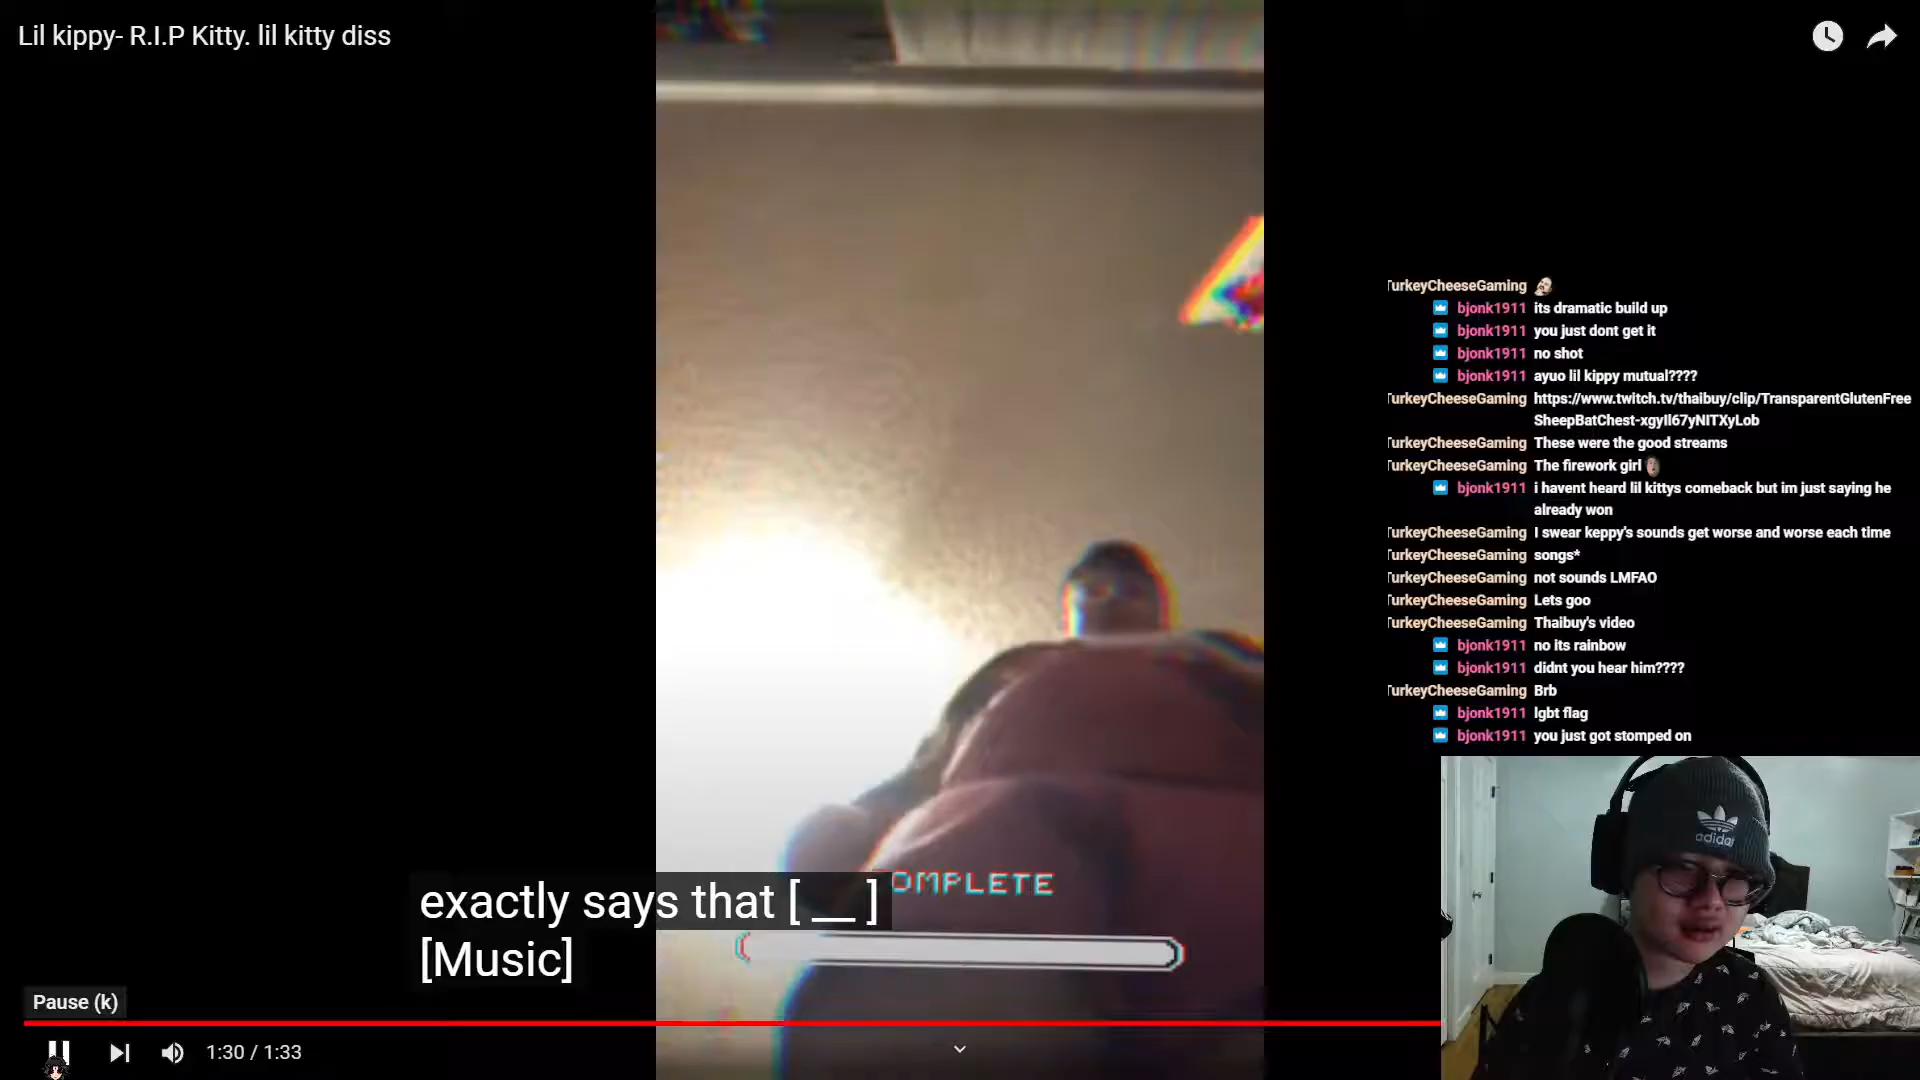 Lil kippy- R.I.P Kitty. lil kitty diss
TurkeyCheeseGaming
bjonk1911 its dramatic build up
bjonk1911 you just dont get it
bjonk1911 no shot
bjonk1911 ayuo lil kippy mutual????
TurkeyCheeseGaming https://www.twitch.tv/thaibuy/clip/TransparentGlutenFree
SheepBatChest-xgyIl67yNITXyLob
TurkeyCheeseGaming These were the good streams
TurkeyCheeseGaming The firework girl
bjonk1911 i havent heard lil kittys comeback but im just saying he
already won
TurkeyCheeseGaming I swear keppy's sounds get worse and worse each time
TurkeyCheeseGaming songs*
TurkeyCheeseGaming not sounds LMFAO
TurkeyCheeseGaming Lets goo
TurkeyCheeseGaming Thaibuy's video
bjonk1911 no its rainbow
bjonk1911 didnt you hear him????
TurkeyCheeseGaming Brb
bjonk1911 lgbt flag
bjonk1911 you just got stomped on
adidas
OMPLETE
exactly says that [ __ ]
[Music]
Pause (k)
1:30 / 1:33